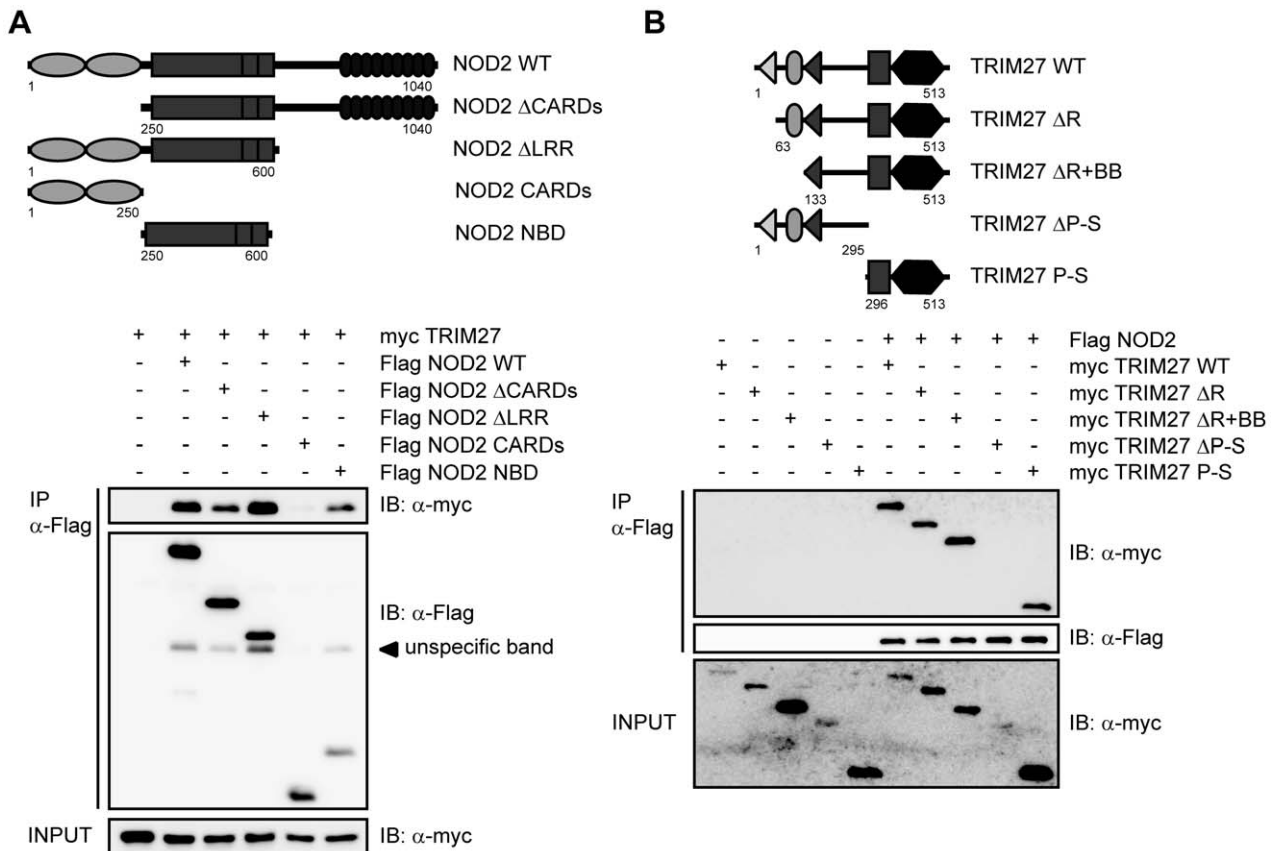 A
NOD2 WT
1 1040
NOD2 ΔCARDs
250 1040
NOD2 ΔLRR
1 600
NOD2 CARDs
1 250
NOD2 NBD
250 600
+ + + + + + myc TRIM27
- + - - - - Flag NOD2 WT
- - + - - - Flag NOD2 ΔCARDs
- - - + - - Flag NOD2 ΔLRR
- - - - + - Flag NOD2 CARDs
- - - - - + Flag NOD2 NBD
IP
α-Flag
IB: α-myc
IB: α-Flag
unspecific band
INPUT
IB: α-myc
B
TRIM27 WT
1 513
TRIM27 ΔR
63 513
TRIM27 ΔR+BB
133 513
TRIM27 ΔP-S
1 295
TRIM27 P-S
296 513
- - - - - + + + + + Flag NOD2
+ - - - - + - - - - myc TRIM27 WT
- + - - - - + - - - myc TRIM27 ΔR
- - + - - - - + - - myc TRIM27 ΔR+BB
- - - + - - - - + - myc TRIM27 ΔP-S
- - - - + - - - - + myc TRIM27 P-S
IP
α-Flag
IB: α-myc
IB: α-Flag
INPUT
IB: α-myc